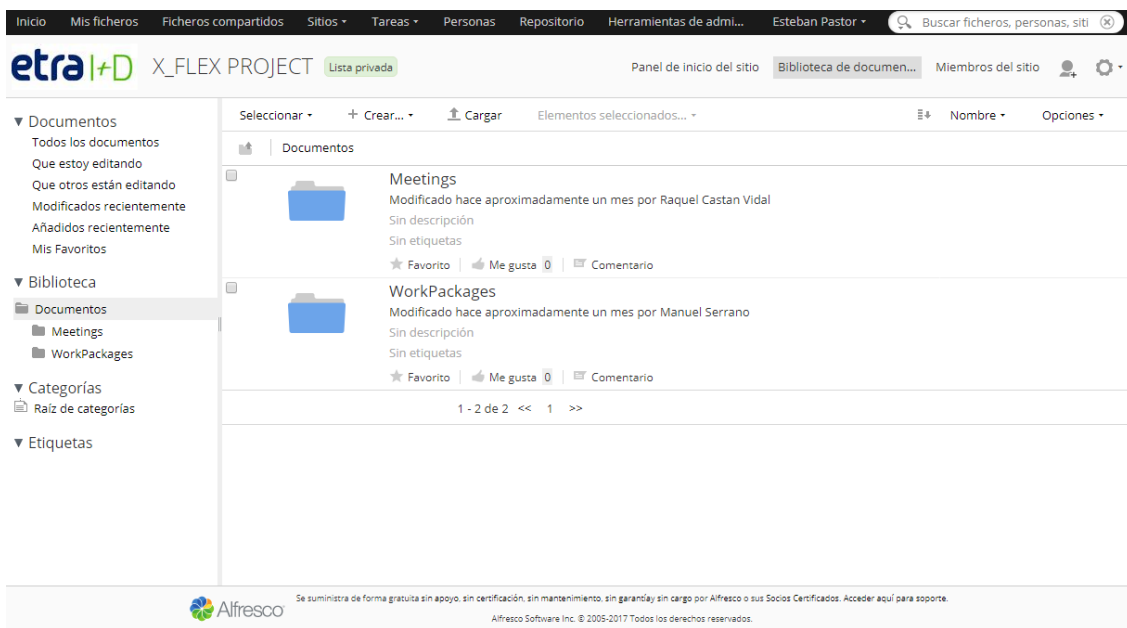 Inicio Mis ficheros Ficheros compartidos Sitios Tareas Personas Repositorio Herramientas de admi... Esteban Pastor Buscar ficheros, personas, siti
etra I+D X_FLEX PROJECT Lista privada Panel de inicio del sitio Biblioteca de documen... Miembros del sitio
Seleccionar + Crear... Cargar Elementos seleccionados... Nombre Opciones
Documentos
Todos los documentos
Que estoy editando
Que otros están editando
Modificados recientemente
Añadidos recientemente
Mis Favoritos
Biblioteca
Documentos
Meetings
WorkPackages
Categorías
Raíz de categorías
Etiquetas
Documentos
Meetings
Modificado hace aproximadamente un mes por Raquel Castan Vidal
Sin descripción
Sin etiquetas
Favorito Me gusta 0 Comentario
WorkPackages
Modificado hace aproximadamente un mes por Manuel Serrano
Sin descripción
Sin etiquetas
Favorito Me gusta 0 Comentario
1 - 2 de 2 << 1 >>
Alfresco
Se suministra de forma gratuita sin apoyo, sin certificación, sin mantenimiento, sin garantíay sin cargo por Alfresco o sus Socios Certificados. Acceder aquí para soporte.
Alfresco Software Inc. © 2005-2017 Todos los derechos reservados.